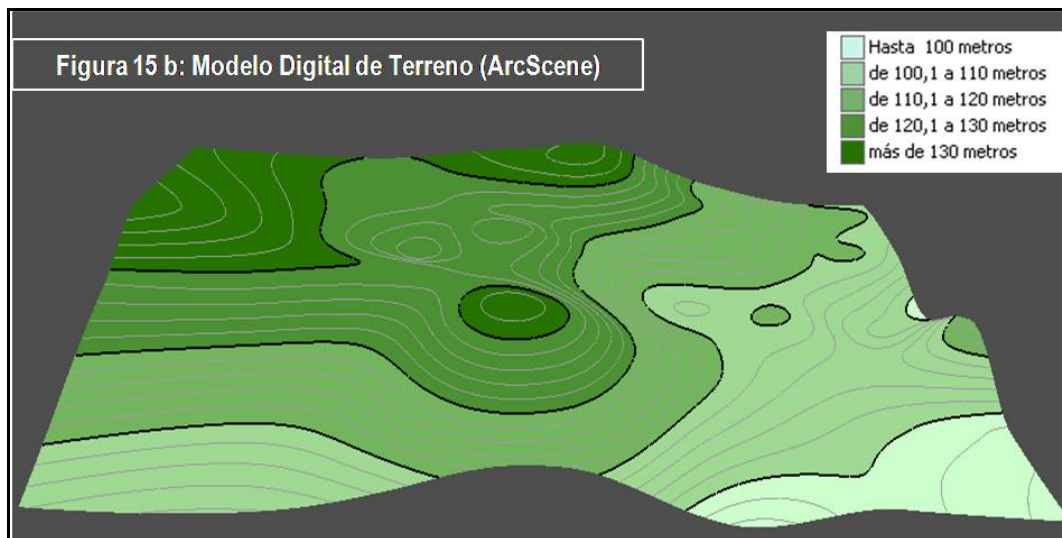 Figura 15 b: Modelo Digital de Terreno (ArcScene)
Hasta 100 metros
de 100,1 a 110 metros
de 110,1 a 120 metros
de 120,1 a 130 metros
más de 130 metros